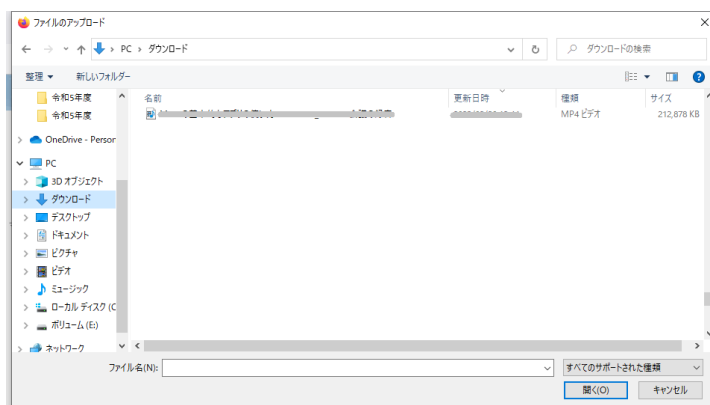 ファイルのアップロード
PC › ダウンロード
ダウンロードの検索
整理 新しいフォルダー
令和5年度
令和5年度
OneDrive - Person
PC
3D オブジェクト
ダウンロード
デスクトップ
ドキュメント
ピクチャ
ビデオ
ミュージック
ローカル ディスク (C
ボリューム (E:)
ネットワーク
名前 更新日時 種類 サイズ
MP4 ビデオ 212,878 KB
ファイル名(N):
すべてのサポートされた種類
開く(O) キャンセル